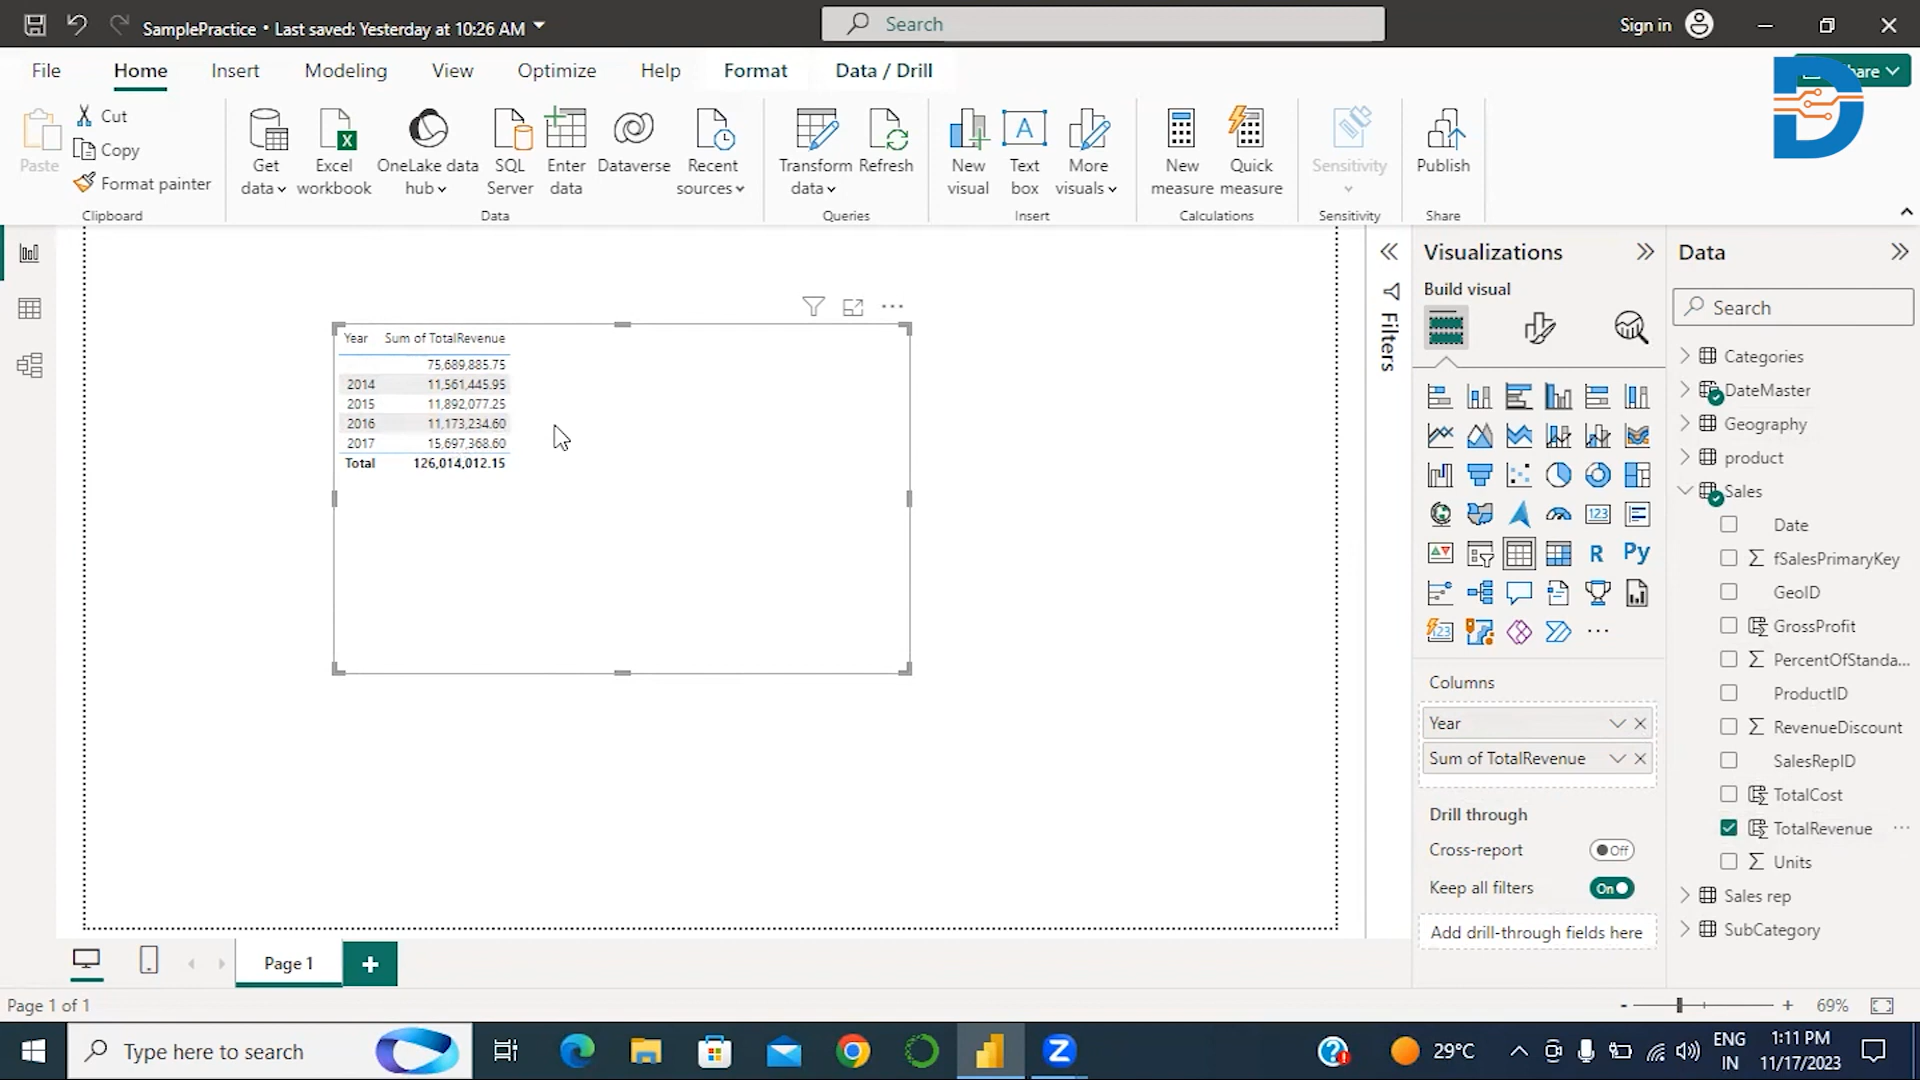 SamplePractice • Last saved: Yesterday at 10:26 AM
Search
Sign in
File
Home
Insert
Modeling
View
Optimize
Help
Format
Data / Drill
Share
Paste
Cut
Copy
Format painter
Clipboard
Get data
Excel workbook
OneLake data hub
SQL Server
Enter data
Dataverse
Recent sources
Data
Transform data
Refresh
Queries
New visual
Text box
More visuals
Insert
New measure
Quick measure
Calculations
Sensitivity
Sensitivity
Publish
Share
Year Sum of TotalRevenue
75,689,885.75
2014 11,561,445.95
2015 11,892,077.25
2016 11,173,234.60
2017 15,697,368.60
Total 126,014,012.15
Filters
Visualizations
Build visual
123
R
Py
123
Columns
Year
Sum of TotalRevenue
Drill through
Cross-report
Off
Keep all filters
On
Add drill-through fields here
Data
Search
Categories
DateMaster
Geography
product
Sales
Date
fSalesPrimaryKey
GeoID
GrossProfit
PercentOfStanda...
ProductID
RevenueDiscount
SalesRepID
TotalCost
TotalRevenue
Units
Sales rep
SubCategory
Page 1
Page 1 of 1
69%
Type here to search
29°C
ENG
IN
1:11 PM
11/17/2023